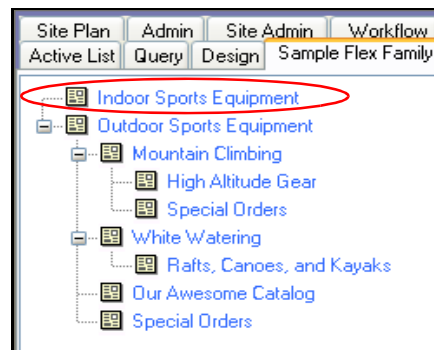 Site Plan Admin Site Admin Workflow
Active List Query Design Sample Flex Family
Indoor Sports Equipment
Outdoor Sports Equipment
Mountain Climbing
High Altitude Gear
Special Orders
White Watering
Rafts, Canoes, and Kayaks
Our Awesome Catalog
Special Orders